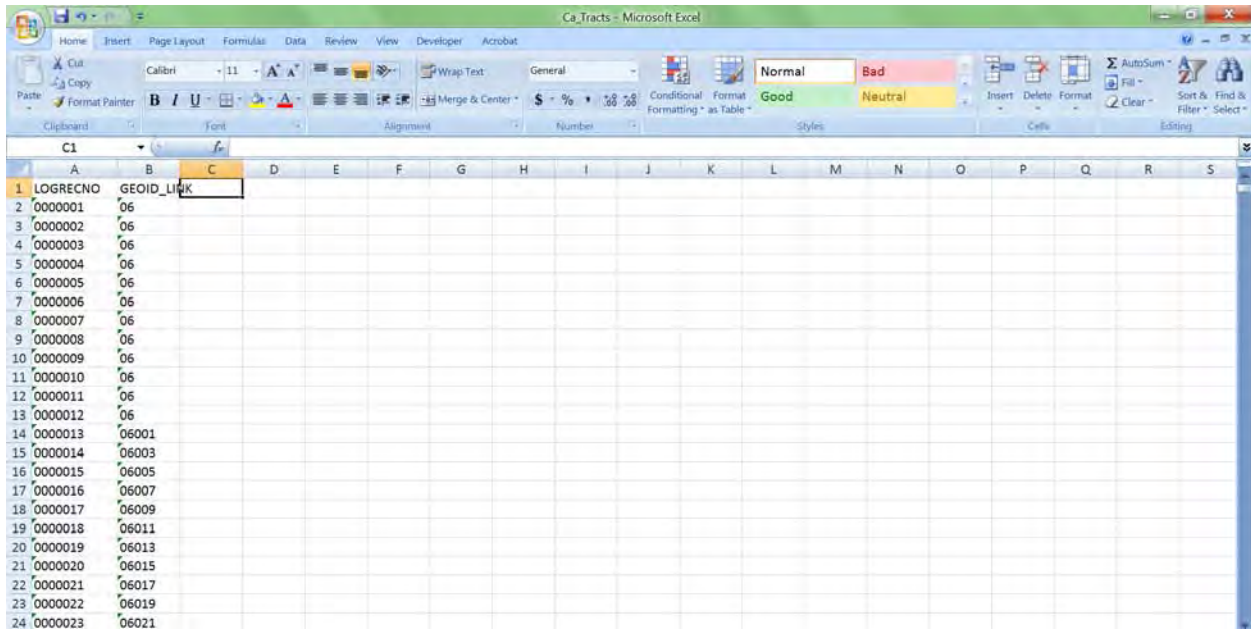 Ca_Tracts - Microsoft Excel
Home Insert Page Layout Formulas Data Review View Developer Acrobat
Cut
Copy
Format Painter
Paste
Calibri 11 A A Wrap Text General
B I U A Merge & Center $ % ,
Conditional Formatting Format as Table
Normal Bad
Good Neutral
Insert Delete Format
Σ AutoSum
Fill
Clear
Sort & Filter Find & Select
Clipboard Font Alignment Number Styles Cells Editing
C1 fx
A B C D E F G H I J K L M N O P Q R S
1 LOGRECNO GEOID_LINK
2 0000001 06
3 0000002 06
4 0000003 06
5 0000004 06
6 0000005 06
7 0000006 06
8 0000007 06
9 0000008 06
10 0000009 06
11 0000010 06
12 0000011 06
13 0000012 06
14 0000013 06001
15 0000014 06003
16 0000015 06005
17 0000016 06007
18 0000017 06009
19 0000018 06011
20 0000019 06013
21 0000020 06015
22 0000021 06017
23 0000022 06019
24 0000023 06021